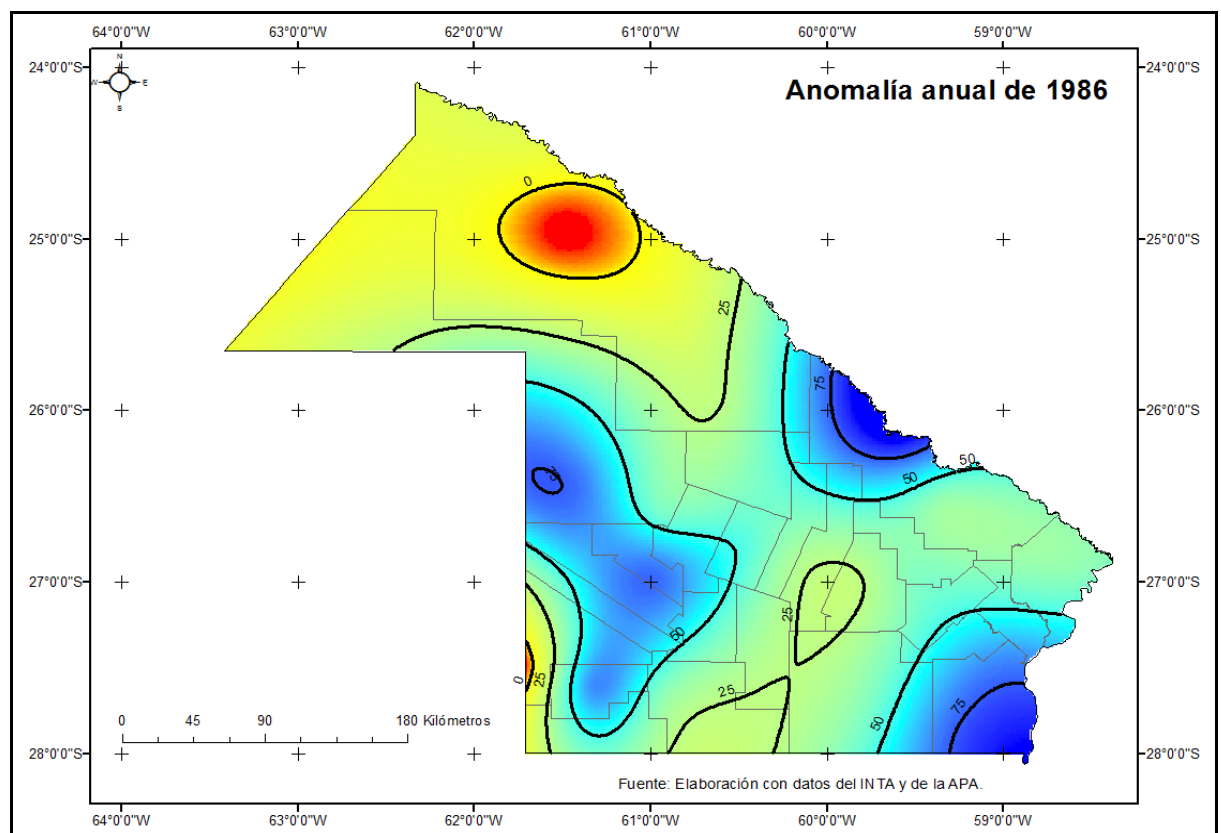 64°0'0"W 63°0'0"W 62°0'0"W 61°0'0"W 60°0'0"W 59°0'0"W
N
W E
S
24°0'0"S 24°0'0"S
Anomalía anual de 1986
0
25°0'0"S 25°0'0"S
25
75
26°0'0"S 26°0'0"S
50
50
75
27°0'0"S 27°0'0"S
25
50
0
25
25
50
75
0 45 90 180 Kilómetros
28°0'0"S 28°0'0"S
Fuente: Elaboración con datos del INTA y de la APA.
64°0'0"W 63°0'0"W 62°0'0"W 61°0'0"W 60°0'0"W 59°0'0"W